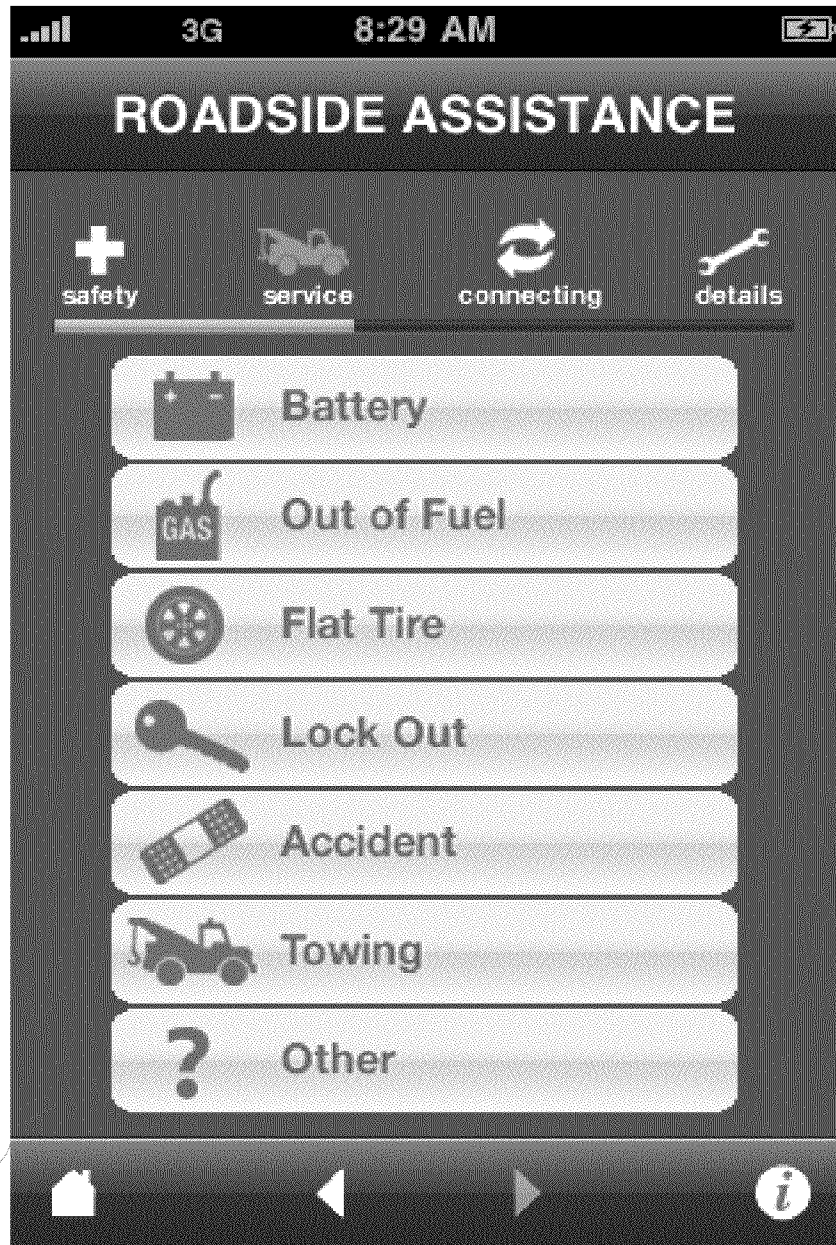 3G 8:29 AM
ROADSIDE ASSISTANCE
safety service connecting details
Battery
GAS Out of Fuel
Flat Tire
Lock Out
Accident
Towing
? Other
i